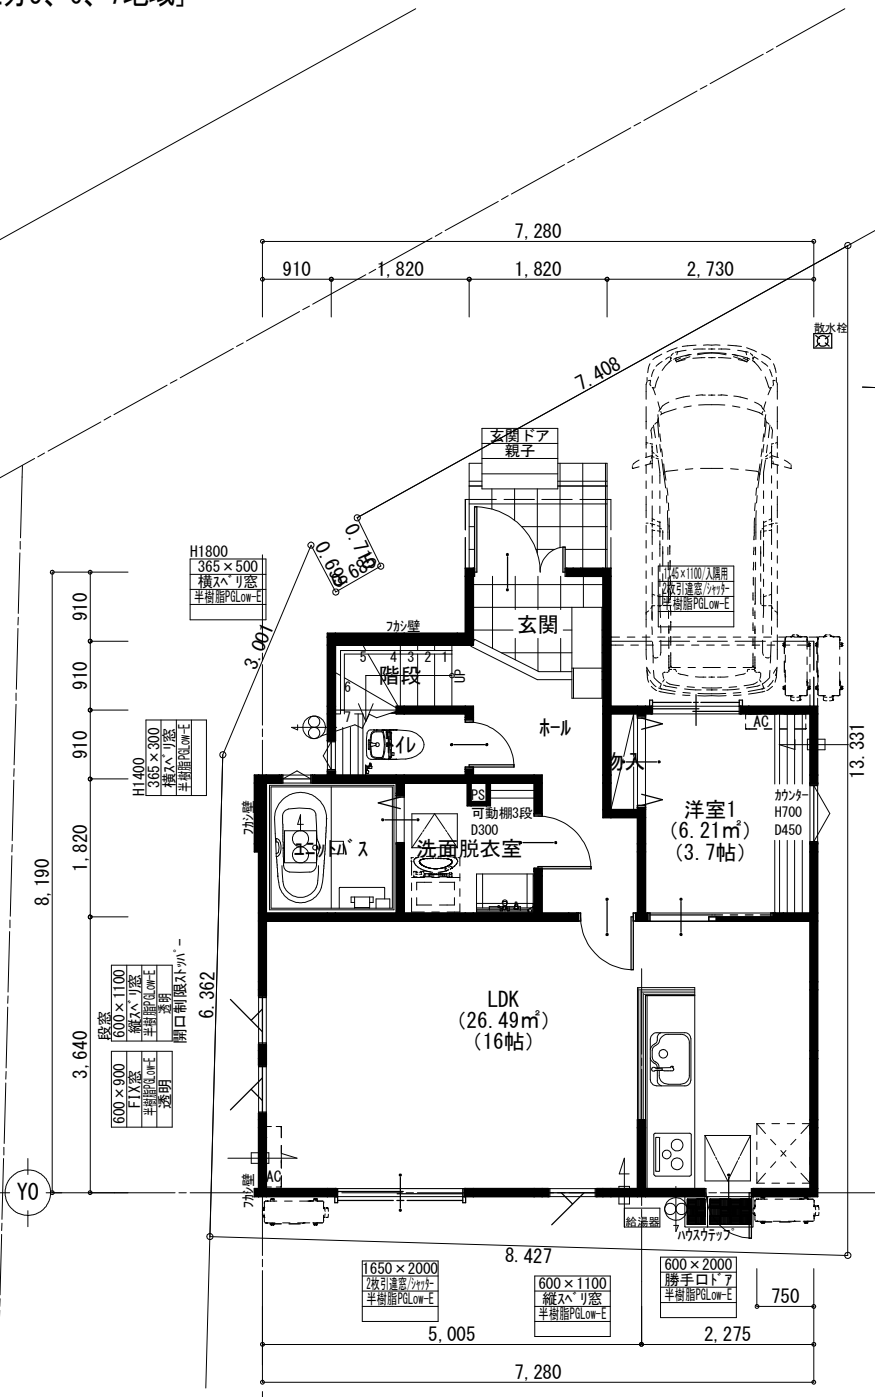 7,280
910
1,820
1,820
2,730
散水栓
7.408
玄関ドア
親子
0.715
0.699
0.685
H1800
365×500
横スベリ窓
半樹脂PGLow-E
2枚引違窓/シャッター
半樹脂PGLow-E
910
910
910
1,820
3,640
8,190
3.001
フカシ壁
玄関
階段
1
2
3
4
5
6
7
UP
ホール
AC
13.331
H1400
365×300
横スベリ窓
半樹脂PGLow-E
フカシ壁
物入
洋室1
(6.21㎡)
(3.7帖)
カウンター
H700
D450
PS
可動棚3段
D300
洗面脱衣室
ユニットバス
6.362
段窓
600×1100
縦スベリ窓
半樹脂PGLow-E
透明
開口制限ストッパー
600×900
FIX窓
半樹脂PGLow-E
透明
LDK
(26.49㎡)
(16帖)
AC
フカシ壁
Y0
給湯器
ハウスウテップ
8.427
1650×2000
2枚引違窓/シャッター
半樹脂PGLow-E
600×1100
縦スベリ窓
半樹脂PGLow-E
600×2000
勝手口ドア
半樹脂PGLow-E
750
5,005
2,275
7,280